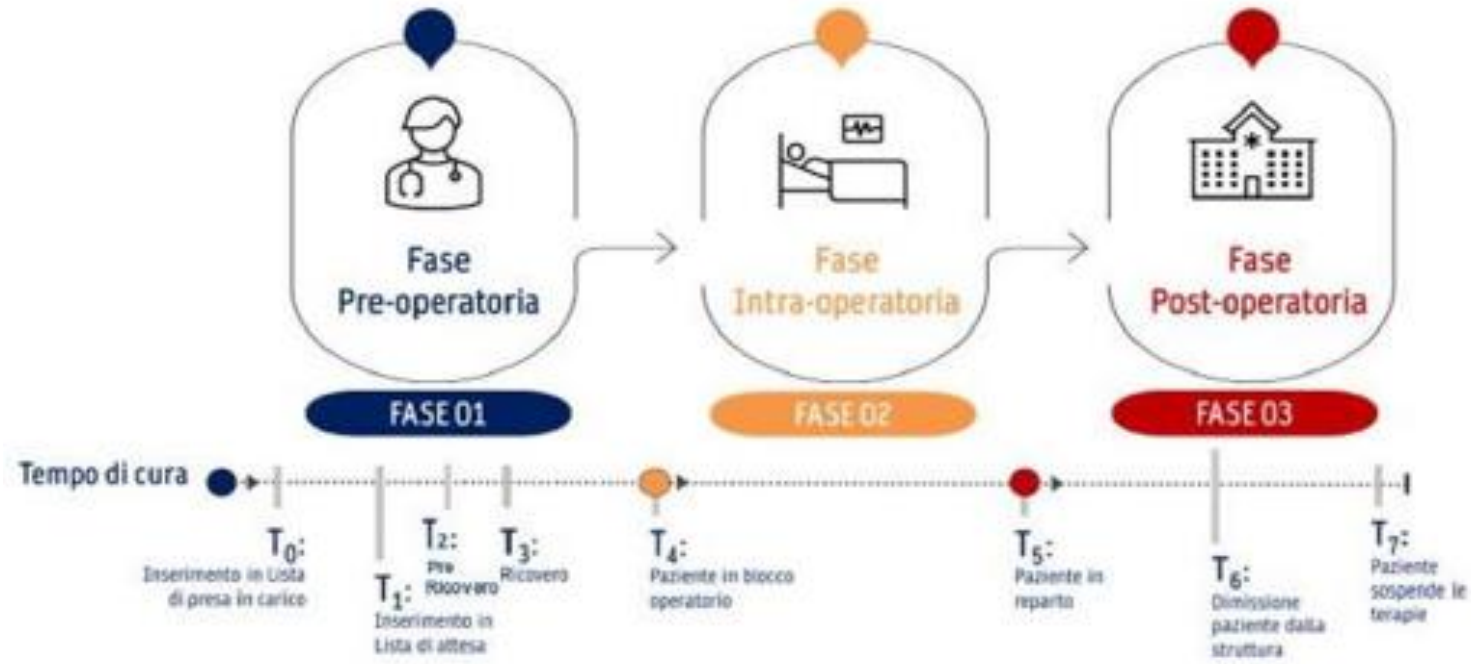 Fase
Pre-operatoria
Fase
Intra-operatoria
Fase
Post-operatoria
FASE 01
FASE 02
FASE 03
Tempo di cura
T0:
Inserimento in Lista
di presa in carico
T1:
Inserimento in
Lista di attesa
T2:
Pre
Ricovero
T3:
Ricovero
T4:
Paziente in blocco
operatorio
T5:
Paziente in
reparto
T6:
Dimissione
paziente dalla
struttura
T7:
Paziente
sospende le
terapie